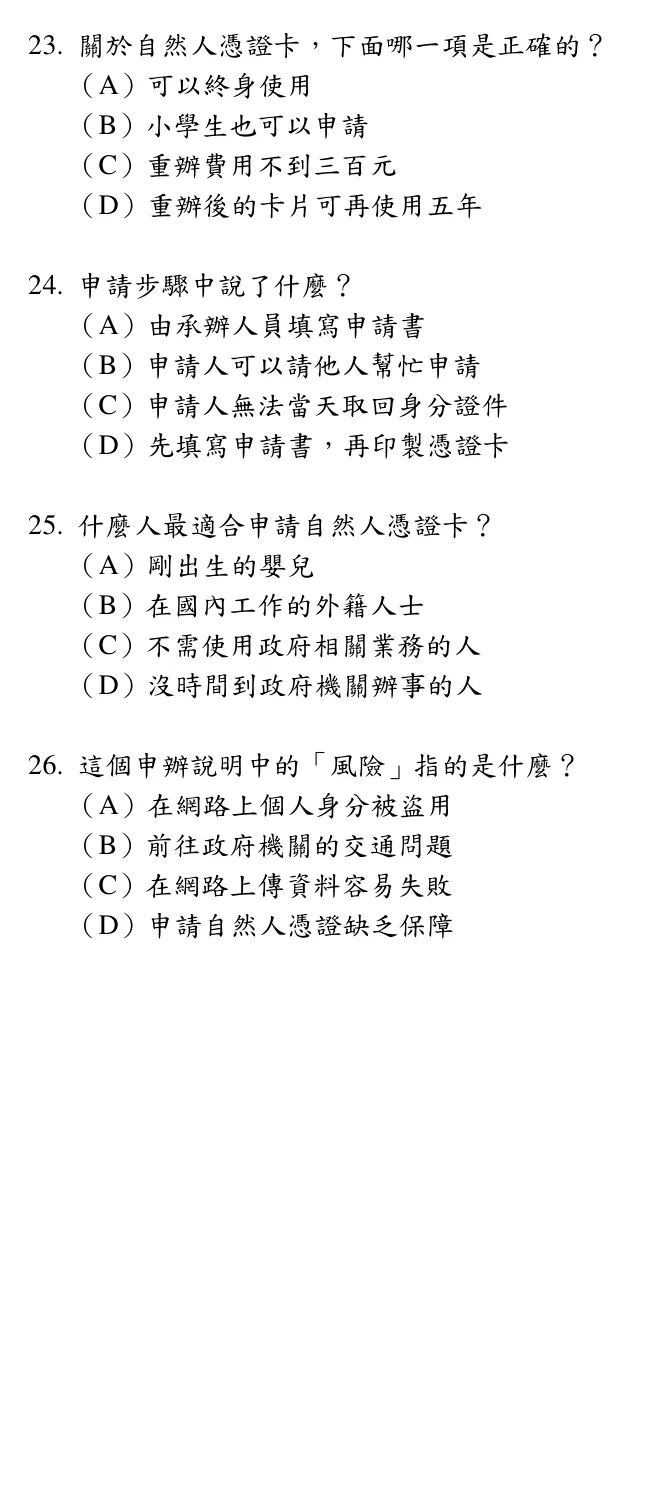 23. 關於自然人憑證卡，下面哪一項是正確的？
（A）可以終身使用
（B）小學生也可以申請
（C）重辦費用不到三百元
（D）重辦後的卡片可再使用五年
24. 申請步驟中說了什麼？
（A）由承辦人員填寫申請書
（B）申請人可以請他人幫忙申請
（C）申請人無法當天取回身分證件
（D）先填寫申請書，再印製憑證卡
25. 什麼人最適合申請自然人憑證卡？
（A）剛出生的嬰兒
（B）在國內工作的外籍人士
（C）不需使用政府相關業務的人
（D）沒時間到政府機關辦事的人
26. 這個申辦說明中的「風險」指的是什麼？
（A）在網路上個人身分被盜用
（B）前往政府機關的交通問題
（C）在網路上傳資料容易失敗
（D）申請自然人憑證缺乏保障